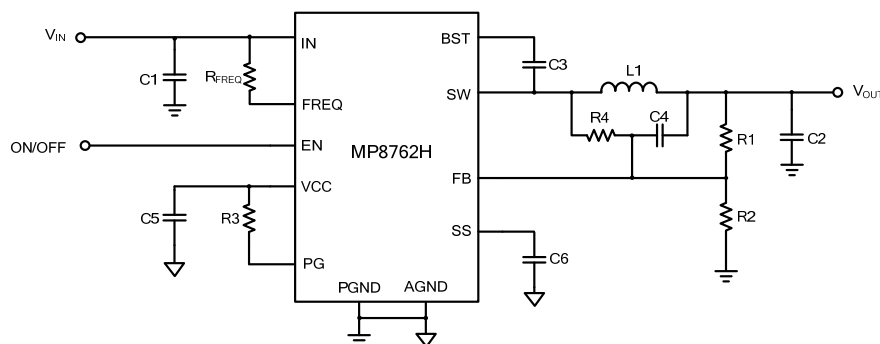 VIN
IN
BST
C1
RFREQ
C3
L1
FREQ
SW
VOUT
R4
C4
R1
C2
ON/OFF
EN
MP8762H
VCC
FB
C5
R3
R2
SS
PG
C6
PGND
AGND